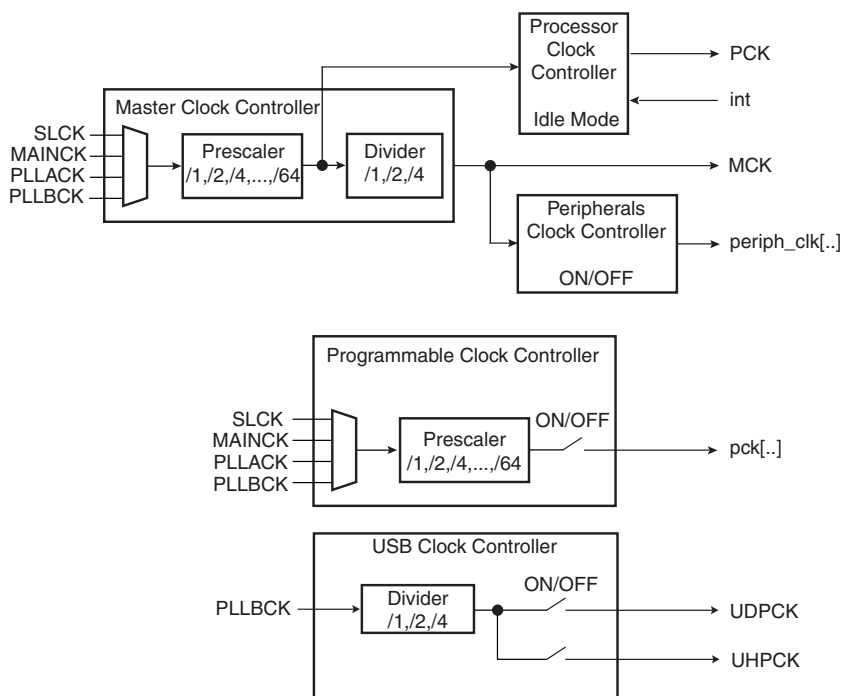 Processor
Clock
Controller
Idle Mode
PCK
int
Master Clock Controller
SLCK
MAINCK
PLLACK
PLLBCK
Prescaler
/1,/2,/4,...,/64
Divider
/1,/2,/4
MCK
Peripherals
Clock Controller
ON/OFF
periph_clk[..]
Programmable Clock Controller
SLCK
MAINCK
PLLACK
PLLBCK
Prescaler
/1,/2,/4,...,/64
ON/OFF
pck[..]
USB Clock Controller
PLLBCK
Divider
/1,/2,/4
ON/OFF
UDPCK
UHPCK